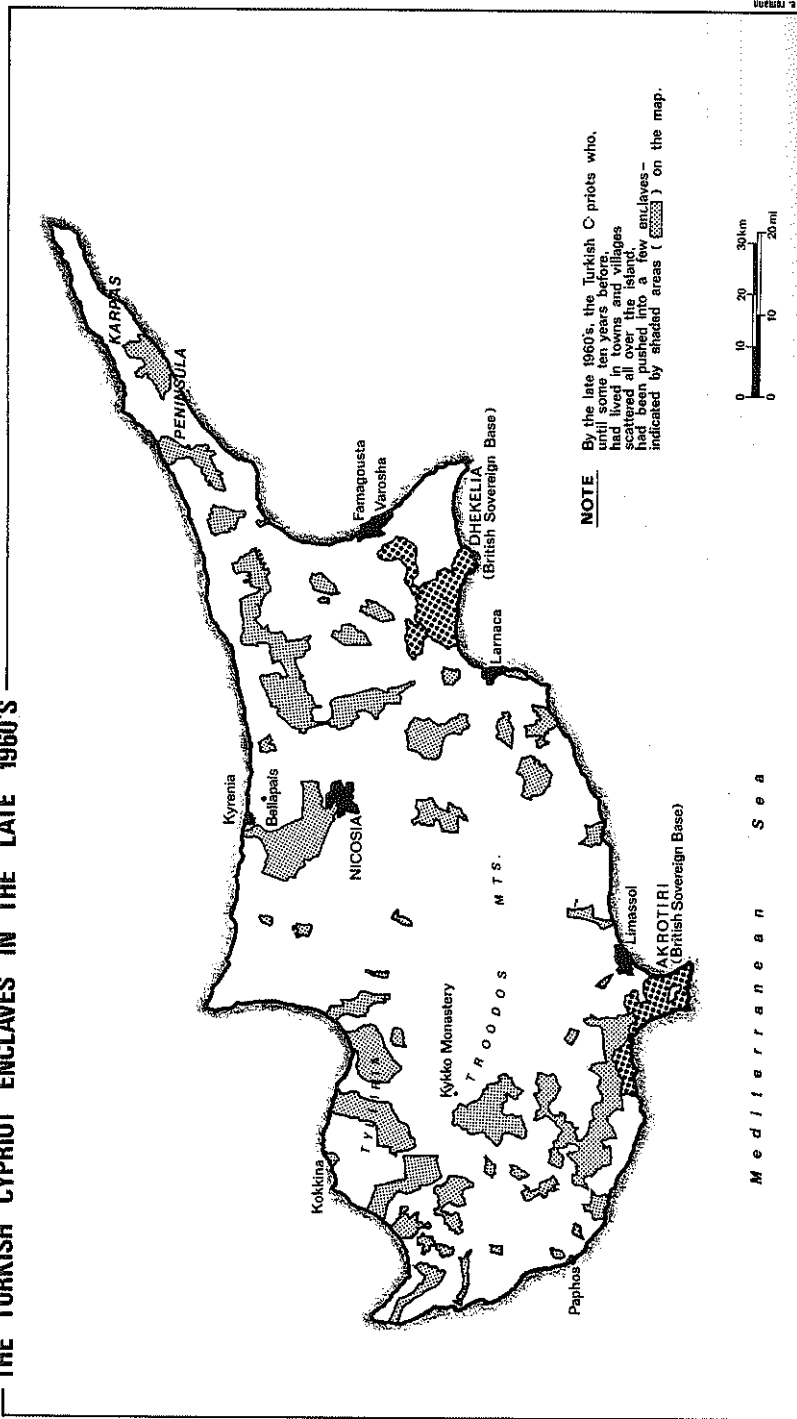 THE TURKISH CYPRIOT ENCLAVES IN THE LATE 1960'S
KARPAS
PENINSULA
Kyrenia
Bellapais
Famagousta
Varosha
NICOSIA
Kokkina
TYLLIRIA
Kykko Monastery
TROODOS MTS.
DHEKELIA
(British Sovereign Base)
Larnaca
Limassol
AKROTIRI
(British Sovereign Base)
Paphos
Mediterranean Sea
NOTE By the late 1960's, the Turkish C priots who,
until some ten years before,
had lived in towns and villages
scattered all over the island,
had been pushed into a few enclaves–
indicated by shaded areas ( ) on the map.
0 10 20 30km
0 10 20ml